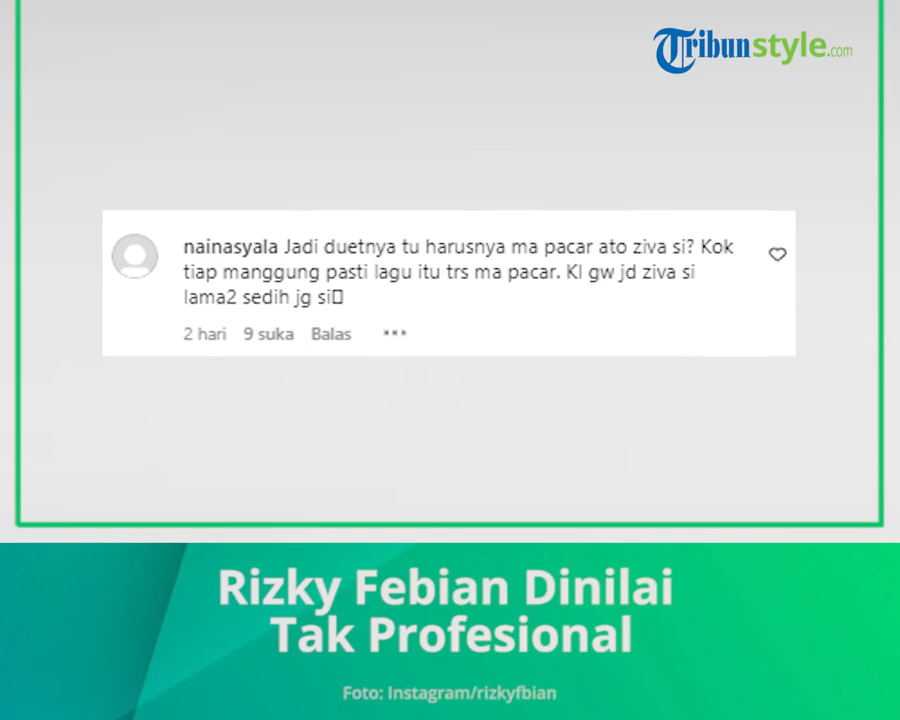 Tribunstyle.com
nainasyala Jadi duetnya tu harusnya ma pacar ato ziva si? Kok
tiap manggung pasti lagu itu trs ma pacar. Kl gw jd ziva si
lama2 sedih jg si▯
2 hari 9 suka Balas •••
Rizky Febian Dinilai
Tak Profesional
Foto: Instagram/rizkyfbian